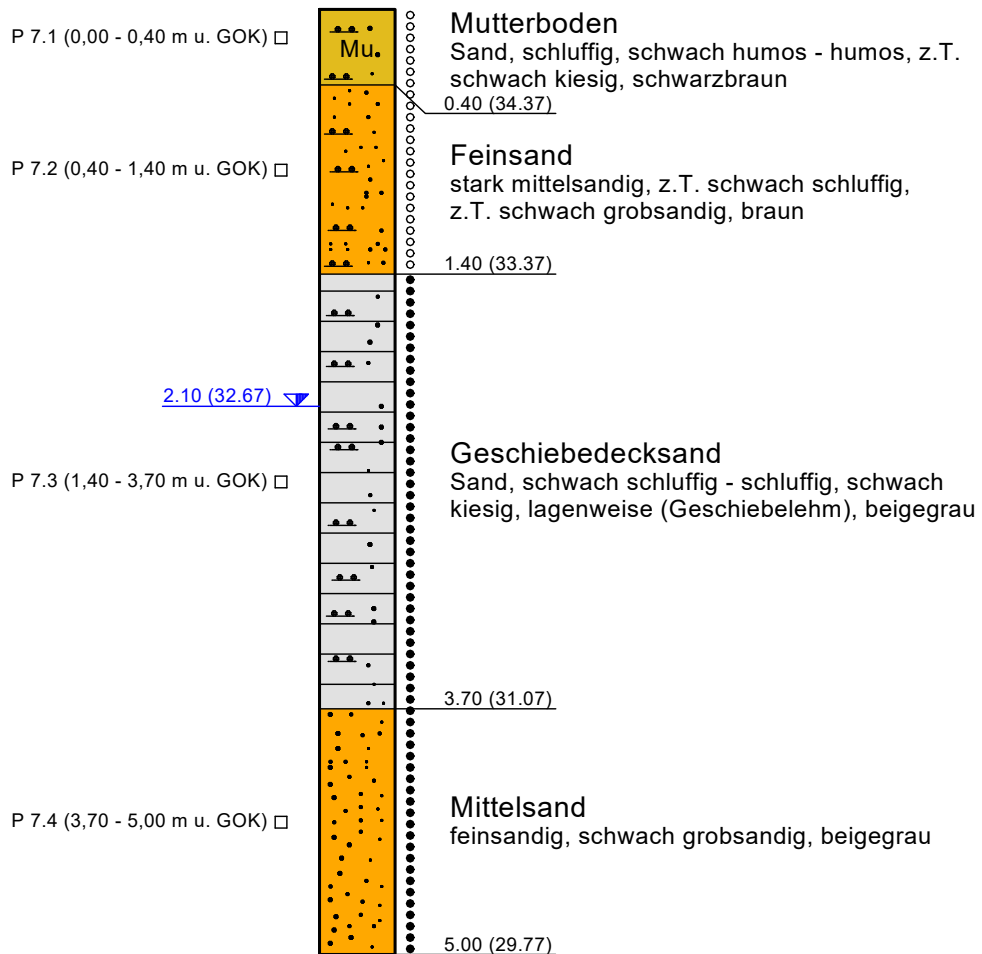 P 7.1 (0,00 - 0,40 m u. GOK)
Mu
Mutterboden
Sand, schluffig, schwach humos - humos, z.T.
schwach kiesig, schwarzbraun
0.40 (34.37)
P 7.2 (0,40 - 1,40 m u. GOK)
Feinsand
stark mittelsandig, z.T. schwach schluffig,
z.T. schwach grobsandig, braun
1.40 (33.37)
2.10 (32.67)
P 7.3 (1,40 - 3,70 m u. GOK)
Geschiebedecksand
Sand, schwach schluffig - schluffig, schwach
kiesig, lagenweise (Geschiebelehm), beigegrau
3.70 (31.07)
P 7.4 (3,70 - 5,00 m u. GOK)
Mittelsand
feinsandig, schwach grobsandig, beigegrau
5.00 (29.77)